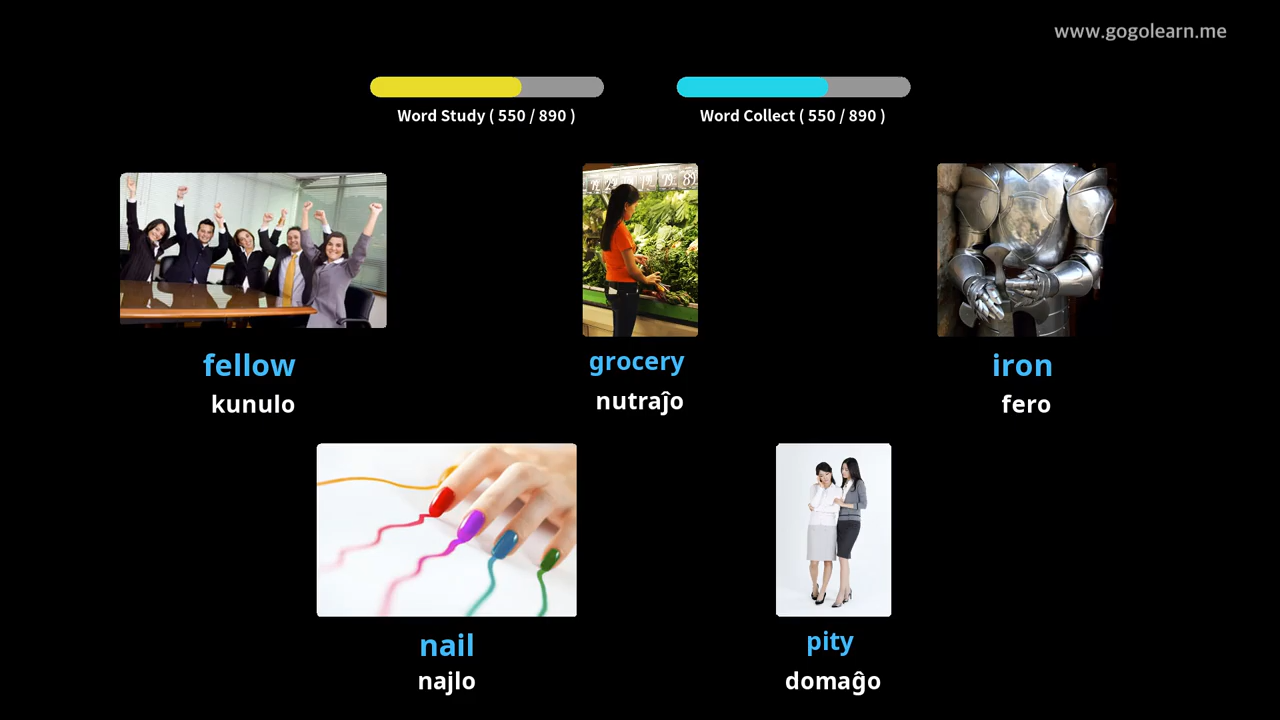 www.gogolearn.me
Word Study ( 550 / 890 )
Word Collect ( 550 / 890 )
fellow
kunulo
grocery
nutraĵo
iron
fero
nail
najlo
pity
domaĝo